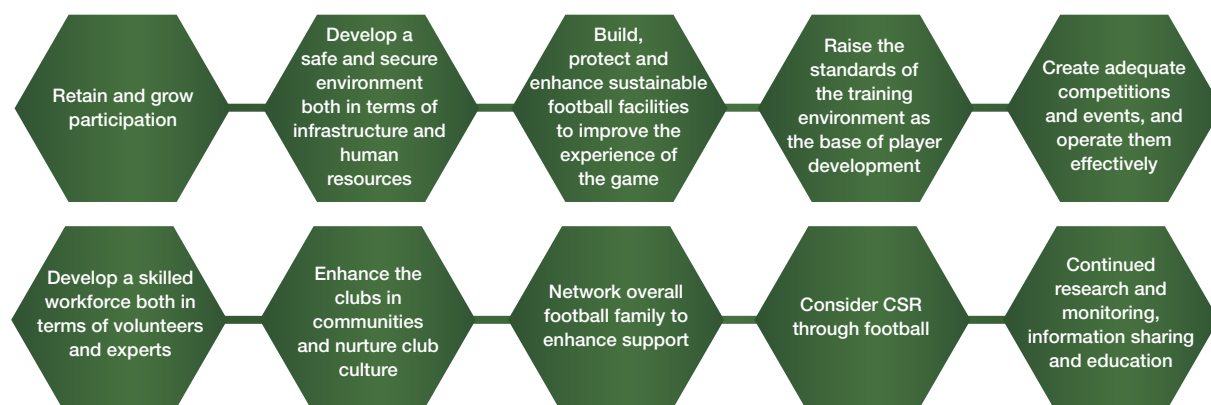 Retain and grow
participation
Develop a
safe and secure
environment
both in terms of
infrastructure and
human
resources
Build,
protect and
enhance sustainable
football facilities
to improve the
experience of
the game
Raise the
standards of
the training
environment as
the base of player
development
Create adequate
competitions
and events, and
operate them
effectively
Develop a skilled
workforce both in
terms of volunteers
and experts
Enhance the
clubs in
communities
and nurture club
culture
Network overall
football family to
enhance support
Consider CSR
through football
Continued
research and
monitoring,
information sharing
and education